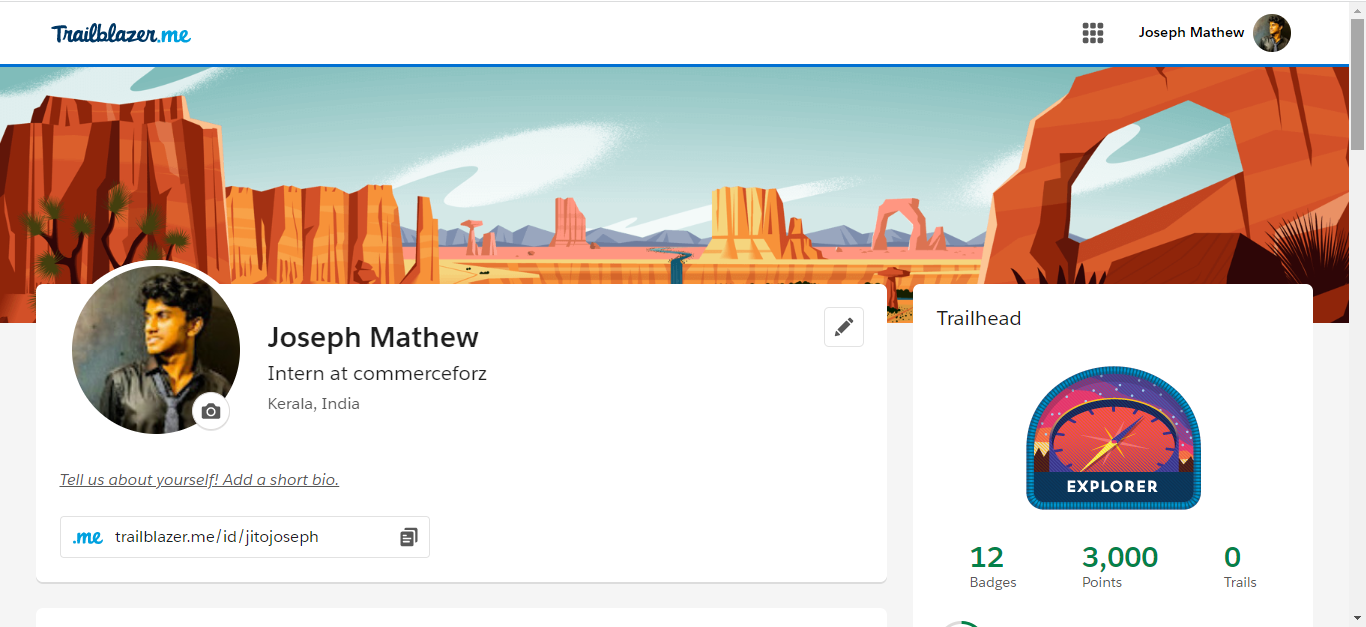 Trailblazer.me
Joseph Mathew
Joseph Mathew
Intern at commerceforz
Kerala, India
Tell us about yourself! Add a short bio.
.me trailblazer.me/id/jitojoseph
Trailhead
EXPLORER
12 3,000 0
Badges Points Trails